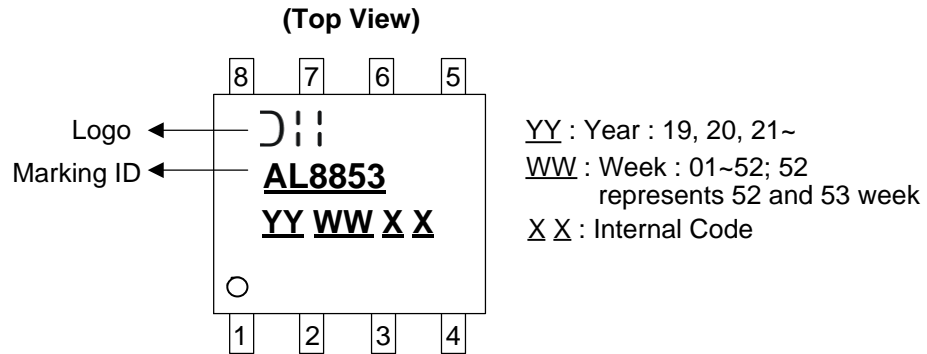 (Top View)
8 7 6 5
Logo
Marking ID
AL8853
YY WW X X
1 2 3 4
YY : Year : 19, 20, 21~
WW : Week : 01~52; 52
represents 52 and 53 week
X X : Internal Code